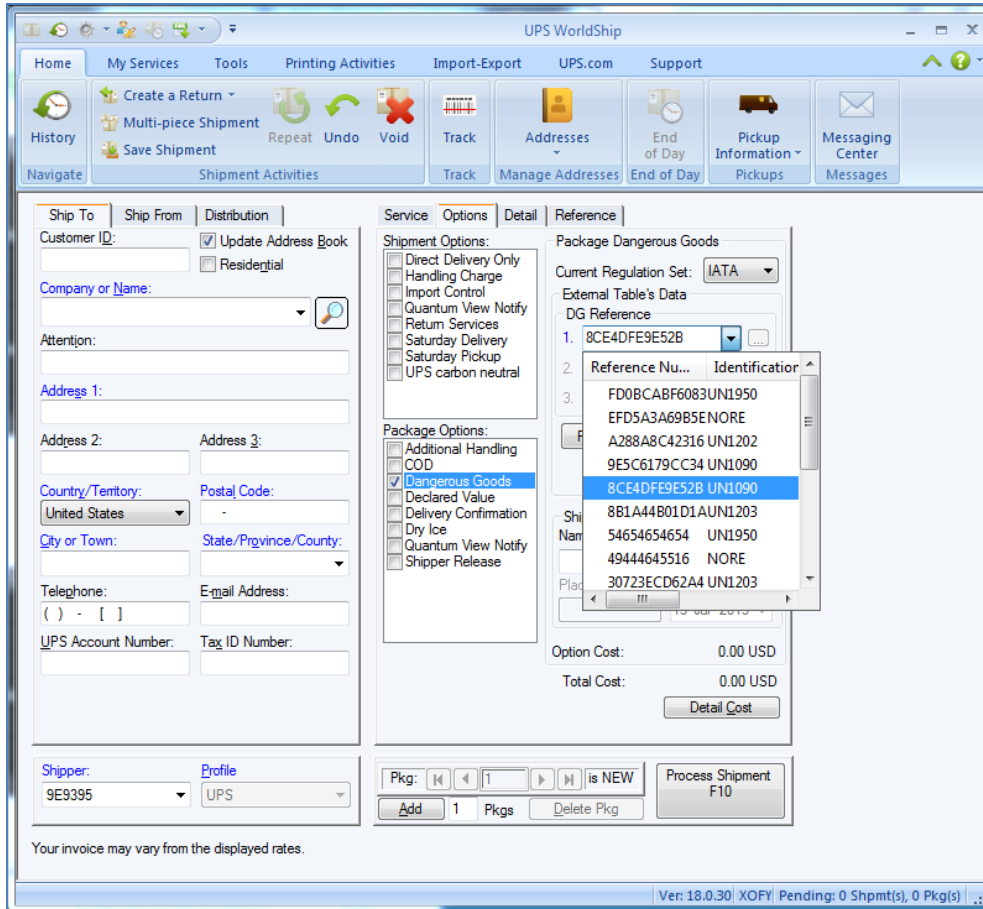 UPS WorldShip
Home My Services Tools Printing Activities Import-Export UPS.com Support
History
Create a Return
Multi-piece Shipment
Save Shipment
Repeat Undo Void
Track
Addresses
End of Day
Pickup Information
Messaging Center
Navigate Shipment Activities Track Manage Addresses End of Day Pickups Messages
Ship To Ship From Distribution
Customer ID:
Update Address Book
Residential
Company or Name:
Attention:
Address 1:
Address 2: Address 3:
Country/Territory: Postal Code:
United States -
City or Town: State/Province/County:
Telephone: E-mail Address:
( ) - [ ]
UPS Account Number: Tax ID Number:
Service Options Detail Reference
Shipment Options:
Direct Delivery Only
Handling Charge
Import Control
Quantum View Notify
Return Services
Saturday Delivery
Saturday Pickup
UPS carbon neutral
Package Options:
Additional Handling
COD
Dangerous Goods
Declared Value
Delivery Confirmation
Dry Ice
Quantum View Notify
Shipper Release
Package Dangerous Goods
Current Regulation Set: IATA
External Table's Data
DG Reference
1. 8CE4DFE9E52B ...
2.
3.
Reference Nu... Identification
FD0BCABF6083 UN1950
EFD5A3A69B5E NORE
A288A8C42316 UN1202
9E5C6179CC34 UN1090
8CE4DFE9E52B UN1090
8B1A44B01D1A UN1203
54654654654 UN1950
49444645516 NORE
30723ECD62A4 UN1203
Option Cost: 0.00 USD
Total Cost: 0.00 USD
Detail Cost
Shipper: Profile
9E9395 UPS
Pkg: 1 is NEW
Add 1 Pkgs Delete Pkg
Process Shipment
F10
Your invoice may vary from the displayed rates.
Ver: 18.0.30 XOFY Pending: 0 Shpmt(s), 0 Pkg(s)